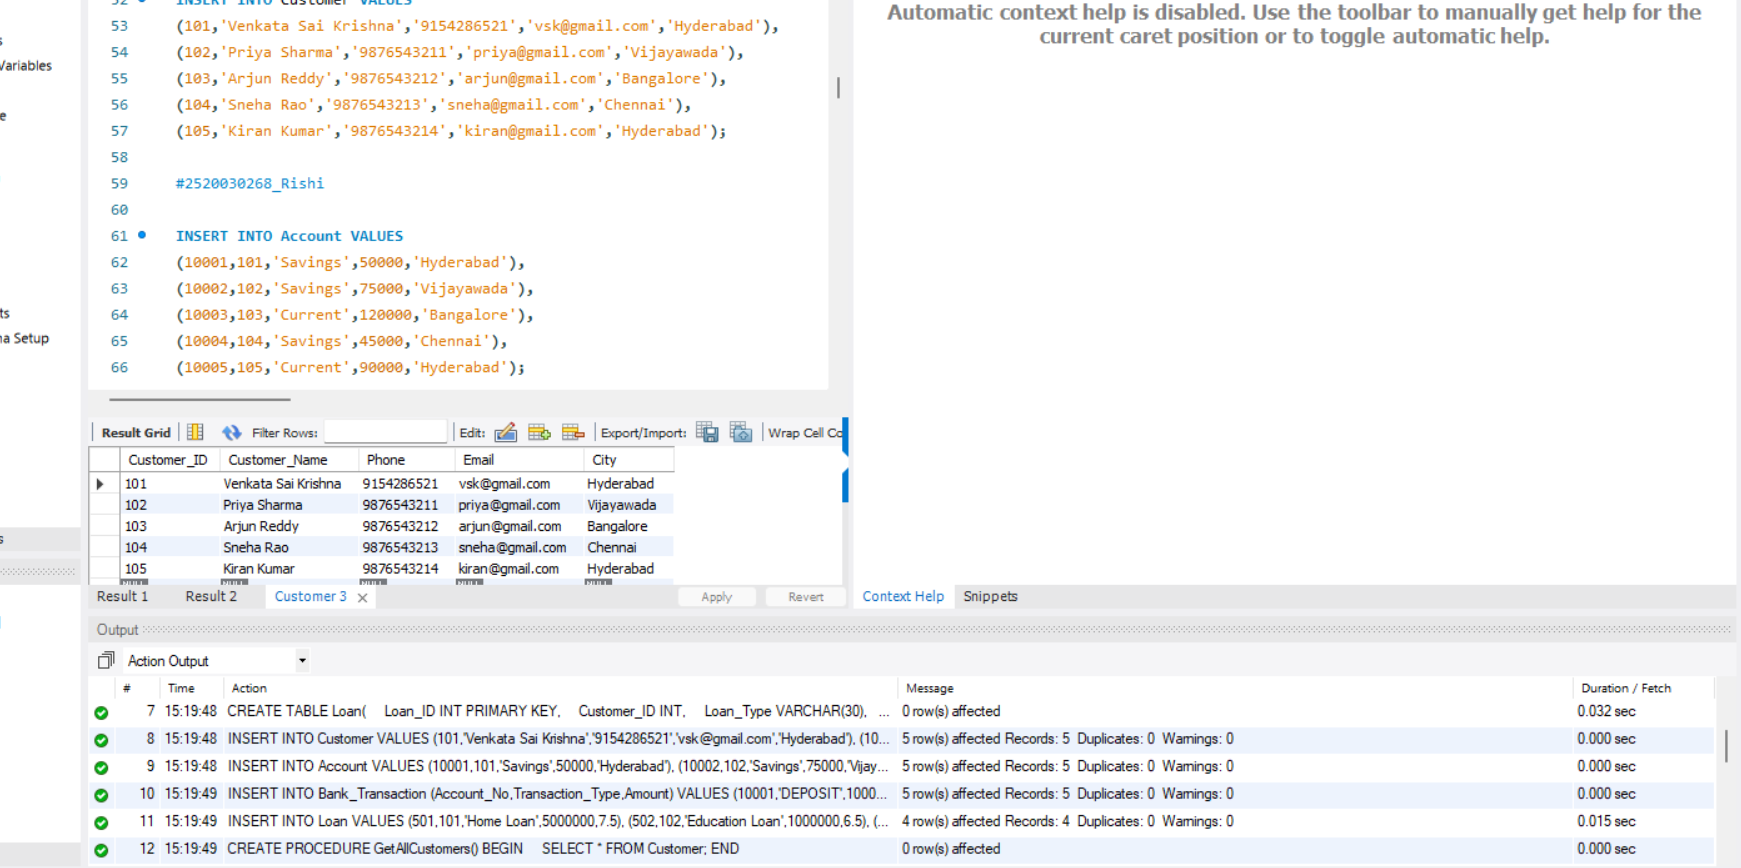 52 INSERT INTO Customer VALUES
53 (101,'Venkata Sai Krishna','9154286521','vsk@gmail.com','Hyderabad'),
54 (102,'Priya Sharma','9876543211','priya@gmail.com','Vijayawada'),
55 (103,'Arjun Reddy','9876543212','arjun@gmail.com','Bangalore'),
56 (104,'Sneha Rao','9876543213','sneha@gmail.com','Chennai'),
57 (105,'Kiran Kumar','9876543214','kiran@gmail.com','Hyderabad');
58
59 #2520030268_Rishi
60
61 INSERT INTO Account VALUES
62 (10001,101,'Savings',50000,'Hyderabad'),
63 (10002,102,'Savings',75000,'Vijayawada'),
64 (10003,103,'Current',120000,'Bangalore'),
65 (10004,104,'Savings',45000,'Chennai'),
66 (10005,105,'Current',90000,'Hyderabad');
Variables
Setup
Automatic context help is disabled. Use the toolbar to manually get help for the
current caret position or to toggle automatic help.
Result Grid Filter Rows: Edit: Export/Import: Wrap Cell Co
Customer_ID Customer_Name Phone Email City
101 Venkata Sai Krishna 9154286521 vsk@gmail.com Hyderabad
102 Priya Sharma 9876543211 priya@gmail.com Vijayawada
103 Arjun Reddy 9876543212 arjun@gmail.com Bangalore
104 Sneha Rao 9876543213 sneha@gmail.com Chennai
105 Kiran Kumar 9876543214 kiran@gmail.com Hyderabad
NULL NULL NULL NULL NULL
Result 1 Result 2 Customer 3 Apply Revert Context Help Snippets
Output
Action Output
# Time Action Message Duration / Fetch
7 15:19:48 CREATE TABLE Loan( Loan_ID INT PRIMARY KEY, Customer_ID INT, Loan_Type VARCHAR(30), ... 0 row(s) affected 0.032 sec
8 15:19:48 INSERT INTO Customer VALUES (101,'Venkata Sai Krishna','9154286521','vsk@gmail.com','Hyderabad'), (10... 5 row(s) affected Records: 5 Duplicates: 0 Warnings: 0 0.000 sec
9 15:19:48 INSERT INTO Account VALUES (10001,101,'Savings',50000,'Hyderabad'), (10002,102,'Savings',75000,'Vijay... 5 row(s) affected Records: 5 Duplicates: 0 Warnings: 0 0.000 sec
10 15:19:49 INSERT INTO Bank_Transaction (Account_No,Transaction_Type,Amount) VALUES (10001,'DEPOSIT',1000... 5 row(s) affected Records: 5 Duplicates: 0 Warnings: 0 0.000 sec
11 15:19:49 INSERT INTO Loan VALUES (501,101,'Home Loan',5000000,7.5), (502,102,'Education Loan',1000000,6.5), (... 4 row(s) affected Records: 4 Duplicates: 0 Warnings: 0 0.015 sec
12 15:19:49 CREATE PROCEDURE GetAllCustomers() BEGIN SELECT * FROM Customer; END 0 row(s) affected 0.000 sec